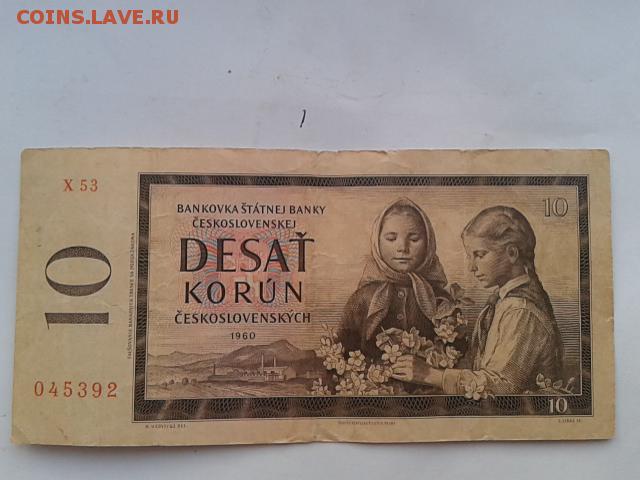 COINS.LAVE.RU
X 53
BANKOVKA ŠTÁTNEJ BANKY
ČESKOSLOVENSKEJ
10
DESAŤ
KORÚN
ČESKOSLOVENSKÝCH
1960
10
045392
10